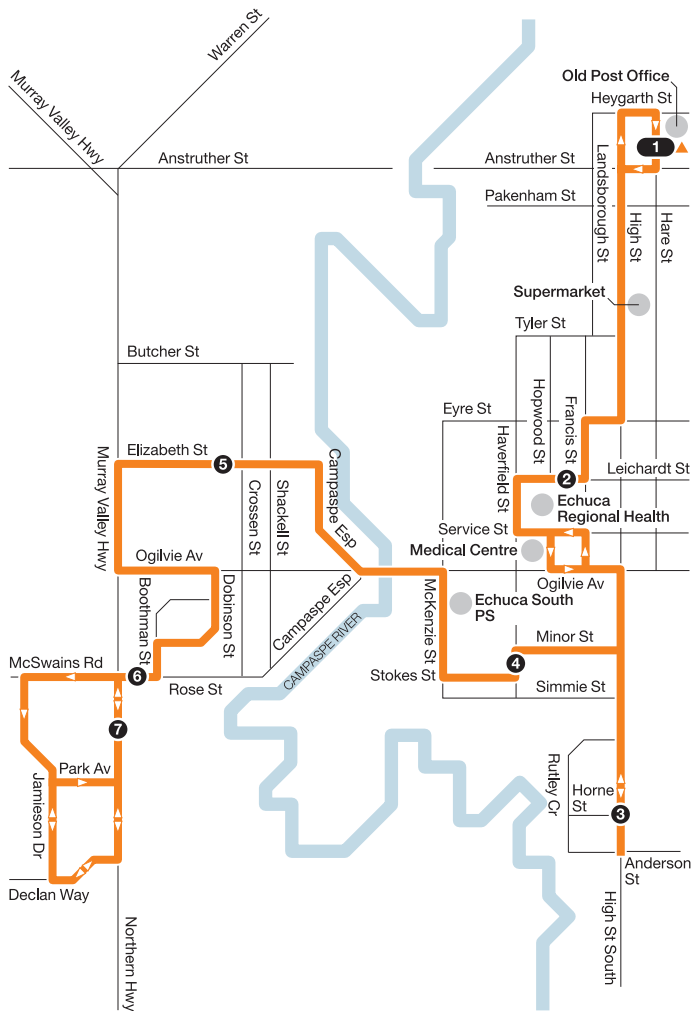 Warren St
Murray Valley Hwy
Old Post Office
Heygarth St
1
Anstruther St
Anstruther St
Landsborough St
Pakenham St
High St
Hare St
Supermarket
Tyler St
Butcher St
Hopwood St
Francis St
Eyre St
Haverfield St
Elizabeth St
5
Campaspe Esp
Murray Valley Hwy
Crossen St
Shackell St
2
Leichardt St
Echuca
Regional Health
Service St
Medical Centre
Ogilvie Av
Ogilvie Av
Boothman St
Dobinson St
Campaspe Esp
McKenzie St
Echuca South
PS
CAMPASPE RIVER
Minor St
4
McSwains Rd
6
Rose St
Stokes St
Simmie St
7
Park Av
Jamieson Dr
Rutley Cr
Horne
St
3
Anderson
St
Declan Way
Northern Hwy
High St South